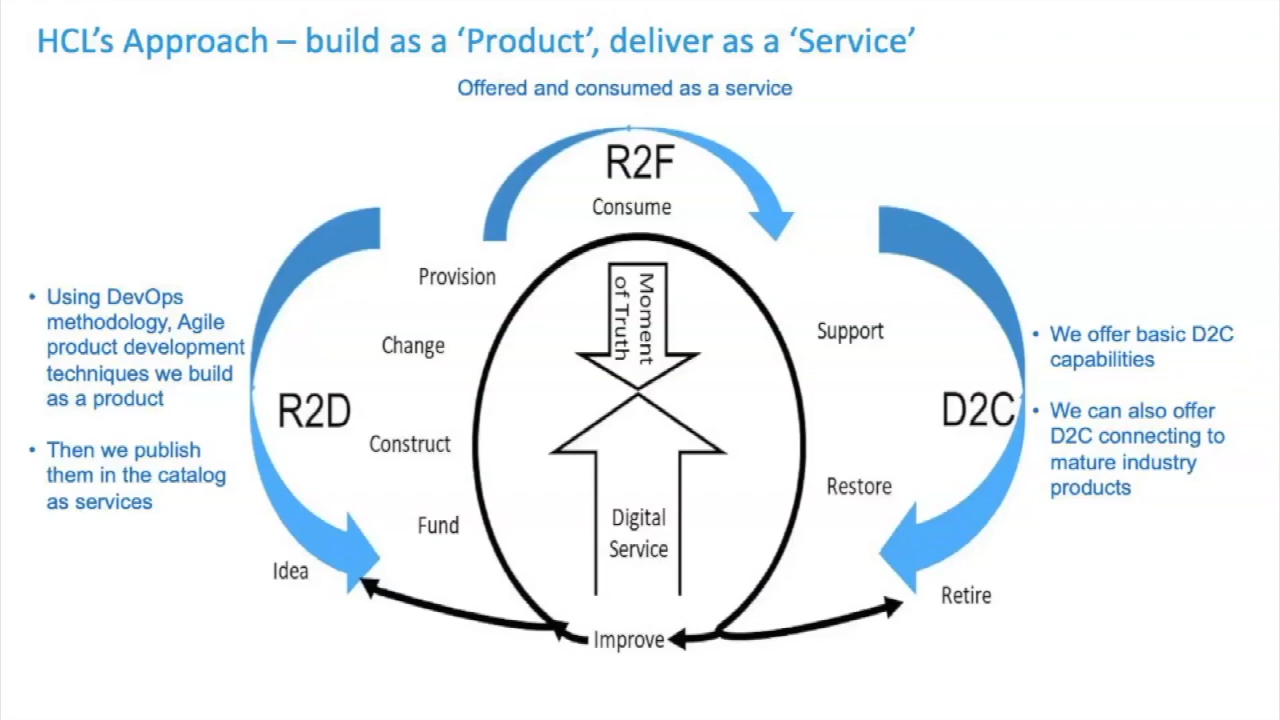 HCL's Approach – build as a 'Product', deliver as a 'Service'
Offered and consumed as a service
R2F
Consume
Provision
Change
Construct
Fund
Idea
R2D
• Using DevOps
methodology, Agile
product development
techniques we build
as a product
• Then we publish
them in the catalog
as services
Moment
of Truth
Digital
Service
Improve
Support
Restore
Retire
D2C
• We offer basic D2C
capabilities
• We can also offer
D2C connecting to
mature industry
products